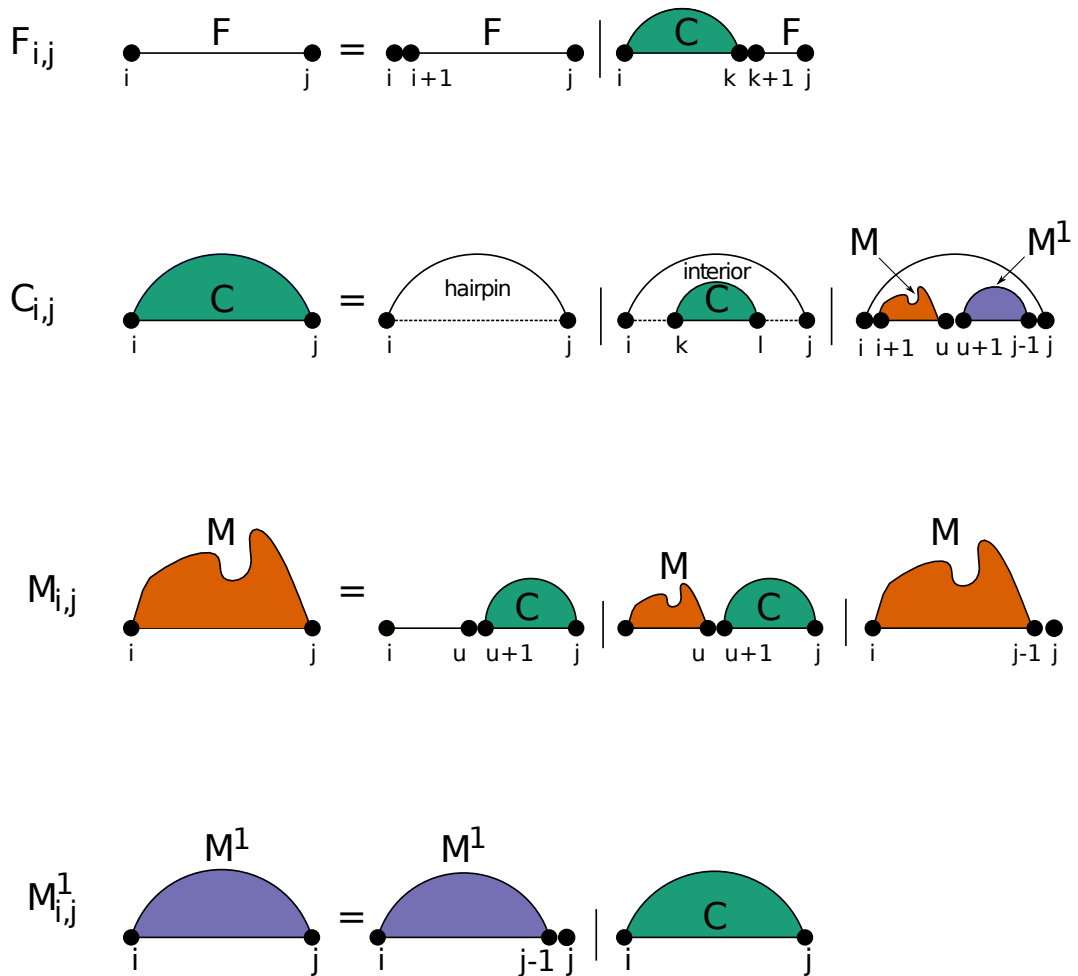 F_{i,j} F = F | C F
i j i i+1 j i k k+1 j
M M^1
C_{i,j} C = hairpin | interior C |
i j i j i k l j i i+1 u u+1 j-1 j
M_{i,j} M = C | M C | M
i j i u u+1 j u u+1 j i j-1 j
M^1_{i,j} M^1 = M^1 | C
i j i j-1 j i j